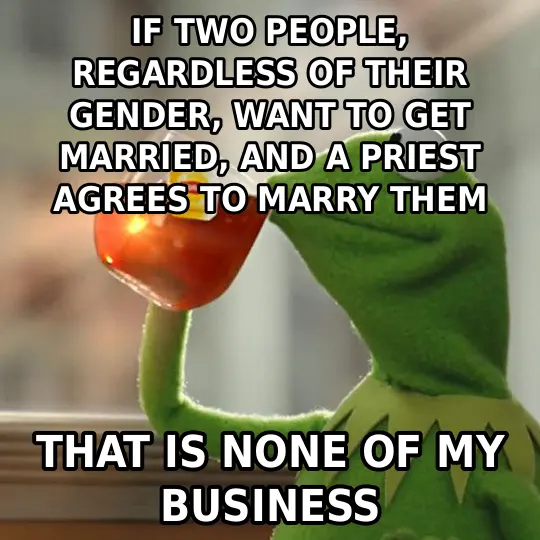 IF TWO PEOPLE,
REGARDLESS OF THEIR
GENDER, WANT TO GET
MARRIED, AND A PRIEST
AGREES TO MARRY THEM
THAT IS NONE OF MY
BUSINESS